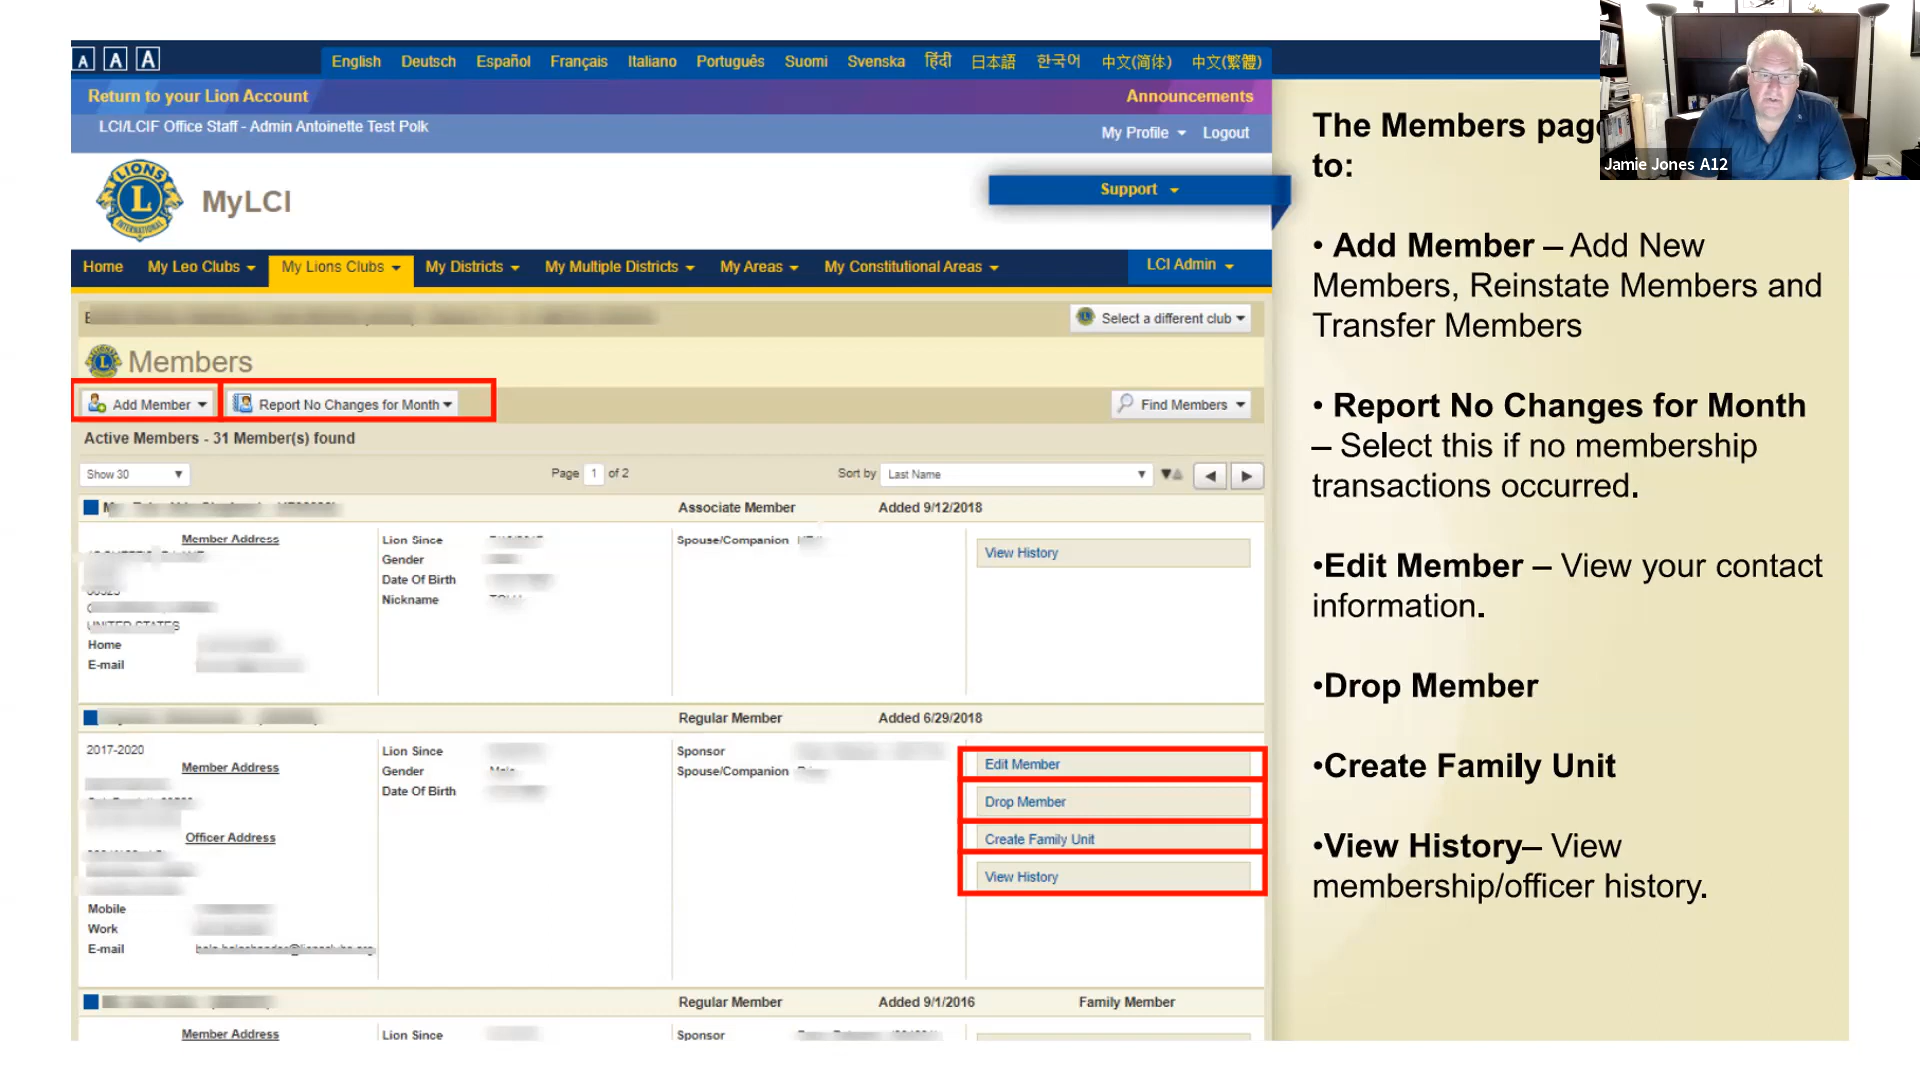 A A A English Deutsch Español Français Italiano Português Suomi Svenska हिंदी 日本語 한국어 中文(简体) 中文(繁體)
Return to your Lion Account Announcements
LCI/LCIF Office Staff - Admin Antoinette Test Polk
My Profile Logout
LIONS
L
INTERNATIONAL
MyLCI
Support
Home My Leo Clubs My Lions Clubs My Districts My Multiple Districts My Areas My Constitutional Areas LCI Admin
Select a different club
Members
Add Member Report No Changes for Month Find Members
Active Members - 31 Member(s) found
Show 30 Page 1 of 2 Sort by Last Name
Associate Member Added 9/12/2018
Member Address Lion Since Spouse/Companion View History
Gender
Date Of Birth
Nickname
UNITED STATES
Home
E-mail
Regular Member Added 6/29/2018
2017-2020 Lion Since Sponsor
Member Address Gender Spouse/Companion Edit Member
Date Of Birth
Drop Member
Officer Address Create Family Unit
View History
Mobile
Work
E-mail
Regular Member Added 9/1/2016 Family Member
Member Address Lion Since Sponsor
The Members
to:
• Add Member – Add New
Members, Reinstate Members and
Transfer Members
• Report No Changes for Month
– Select this if no membership
transactions occurred.
•Edit Member – View your contact
information.
•Drop Member
•Create Family Unit
•View History– View
membership/officer history.
Jamie Jones A12